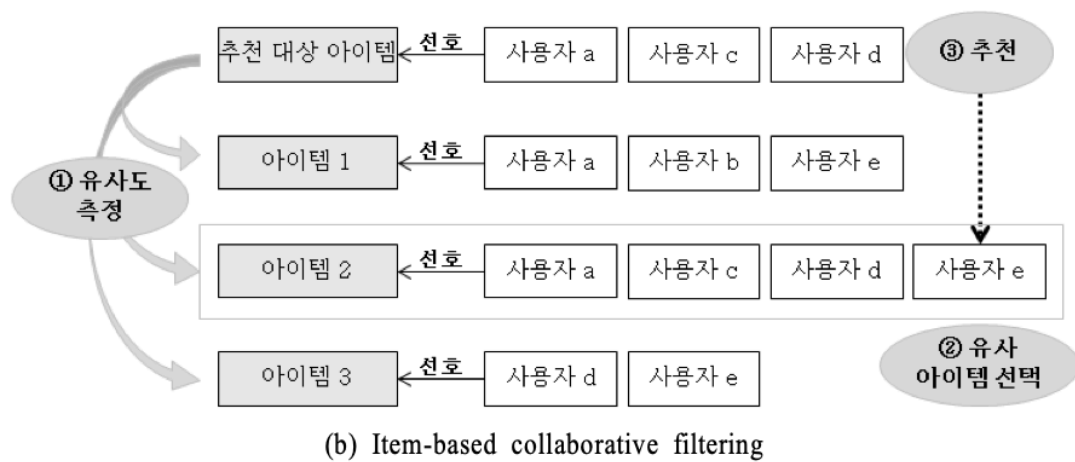 추천 대상 아이템 선호 사용자 a 사용자 c 사용자 d ③ 추천
아이템 1 선호 사용자 a 사용자 b 사용자 e
① 유사도
측정
아이템 2 선호 사용자 a 사용자 c 사용자 d 사용자 e
아이템 3 선호 사용자 d 사용자 e
② 유사
아이템 선택
(b) Item-based collaborative filtering